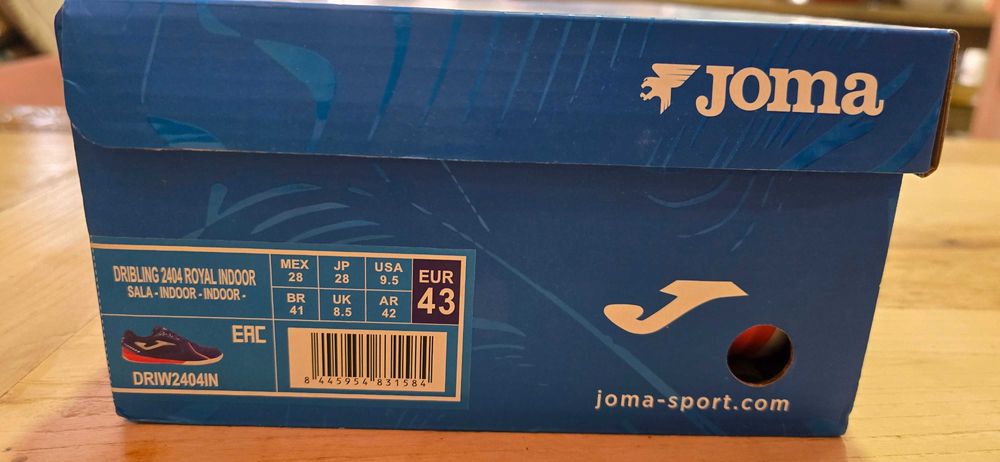 JOMA
DRIBLING 2404 ROYAL INDOOR
SALA - INDOOR - INDOOR -
MEX 28
JP 28
USA 9.5
BR 41
UK 8.5
AR 42
EUR 43
EAC
DRIW2404IN
8 445954 831584
joma-sport.com